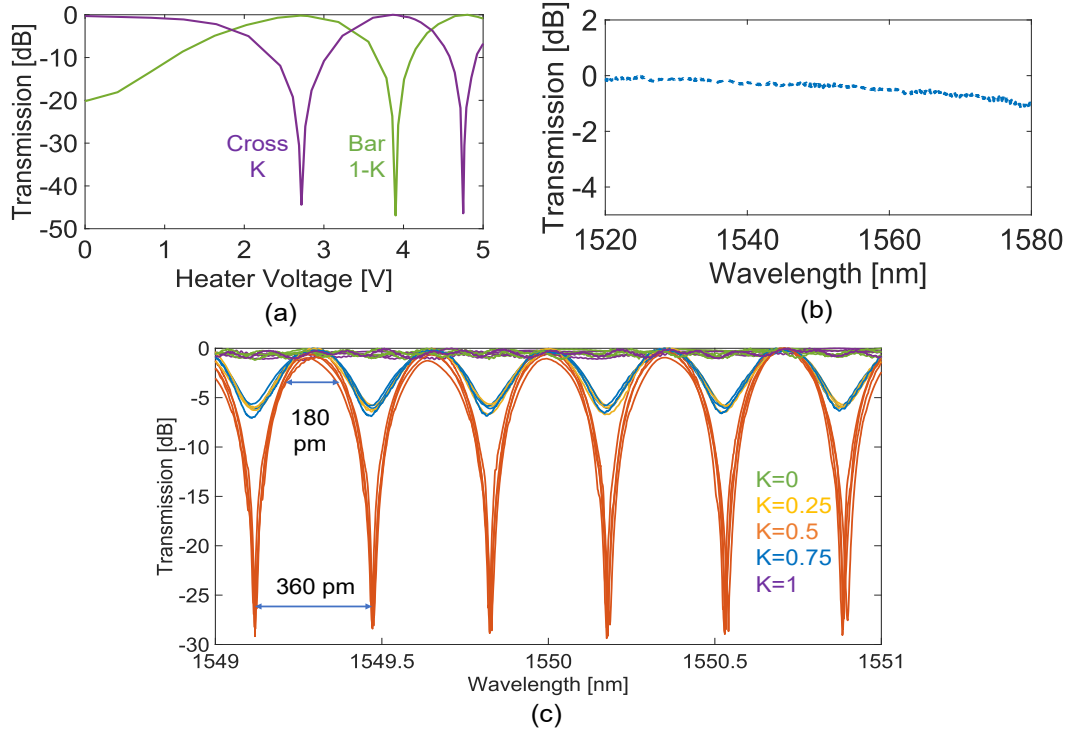 Transmission [dB]
0
-10
-20
-30
-40
-50
Cross
K
Bar
1-K
0 1 2 3 4 5
Heater Voltage [V]
(a)
Transmission [dB]
2
0
-2
-4
1520 1540 1560 1580
Wavelength [nm]
(b)
Transmission [dB]
0
-5
-10
-15
-20
-25
-30
180
pm
360 pm
K=0
K=0.25
K=0.5
K=0.75
K=1
1549 1549.5 1550 1550.5 1551
Wavelength [nm]
(c)